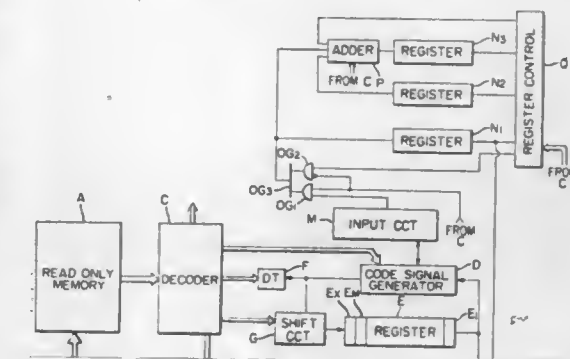 N3
ADDER
REGISTER
FROM C
P
N2
REGISTER
REGISTER CONTROL
O
N1
REGISTER
OG2
OG3
OG1
FROM C
M
INPUT CCT
FROM C
A
C
READ ONLY MEMORY
DECODER
F
DT
CODE SIGNAL GENERATOR
D
EX
EM
E
E1
REGISTER
SHIFT CCT
G